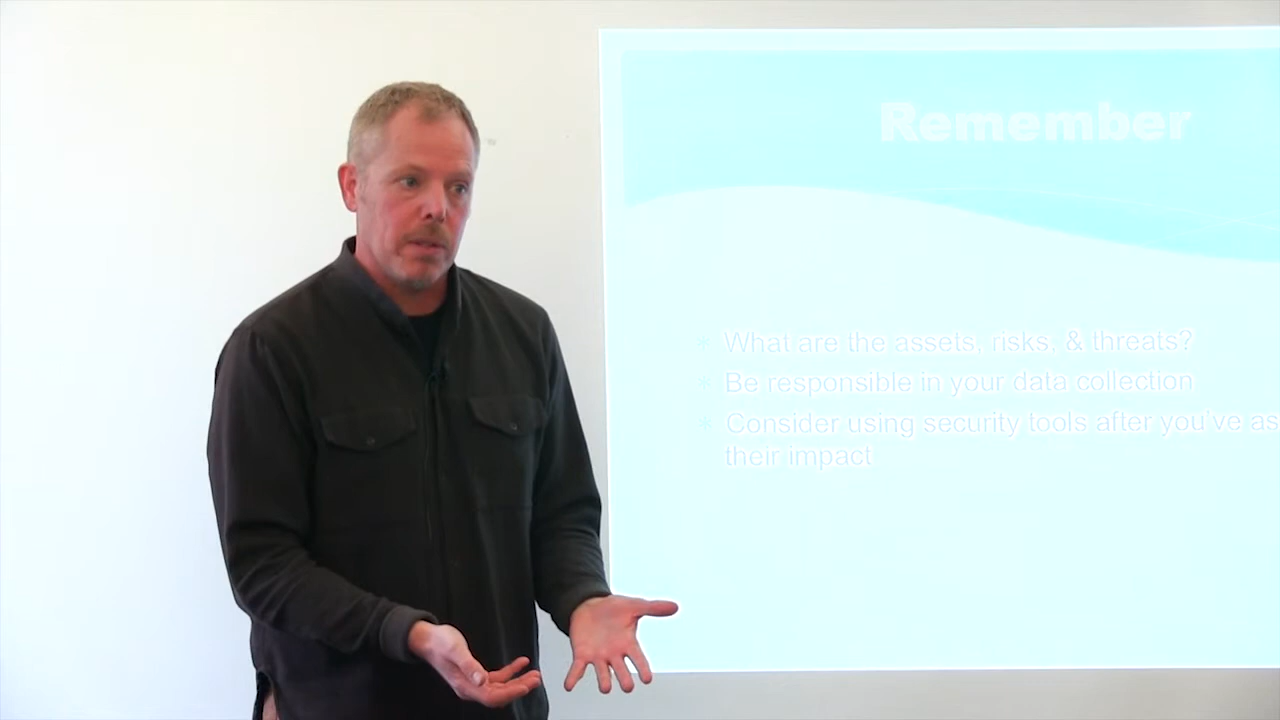 Remember
What are the assets, risks, & threats?
Be responsible in your data collection
Consider using security tools after you've as
their impact